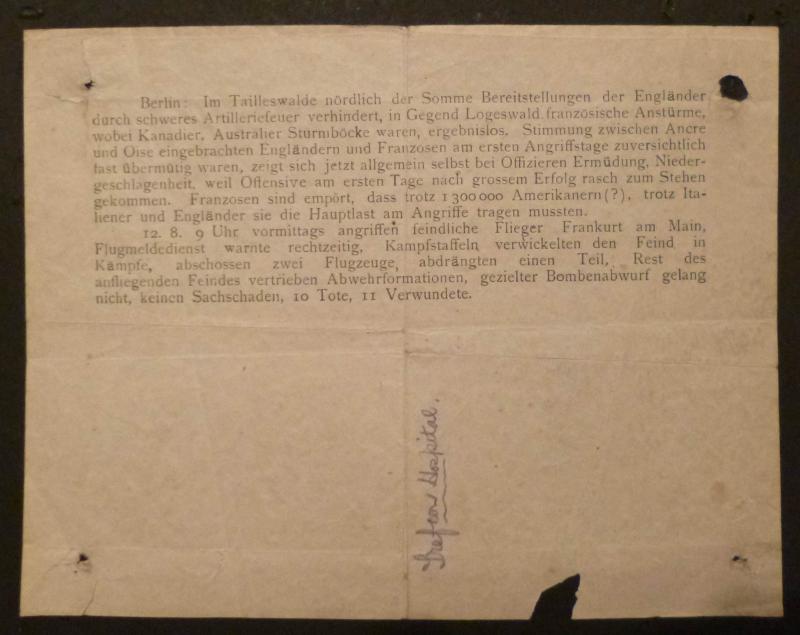 Berlin: Im Tailleswalde nördlich der Somme Bereitstellungen der Engländer
durch schweres Artilleriefeuer verhindert, in Gegend Logeswald französische Anstürme,
wobei Kanadier, Australier Sturmböcke waren, ergebnislos. Stimmung zwischen Ancre
und Oise eingebrachten Engländern und Franzosen am ersten Angriffstage zuversichtlich
fast übermütig waren, zeigt sich jetzt allgemein selbst bei Offizieren Ermüdung, Nieder-
geschlagenheit, weil Offensive am ersten Tage nach grossem Erfolg rasch zum Stehen
gekommen. Franzosen sind empört, dass trotz 1 300 000 Amerikanern (?), trotz Ita-
liener und Engländer sie die Hauptlast am Angriffe tragen mussten.
12. 8. 9 Uhr vormittags angriffen feindliche Flieger Frankurt am Main,
Flugmeldedienst warnte rechtzeitig, Kampfstaffeln verwickelten den Feind in
Kämpfe, abschossen zwei Flugzeuge, abdrängten einen Teil, Rest des
anfliegenden Feindes vertrieben Abwehrformationen, gezielter Bombenabwurf gelang
nicht, keinen Sachschaden, 10 Tote, 11 Verwundete.
Hospital.